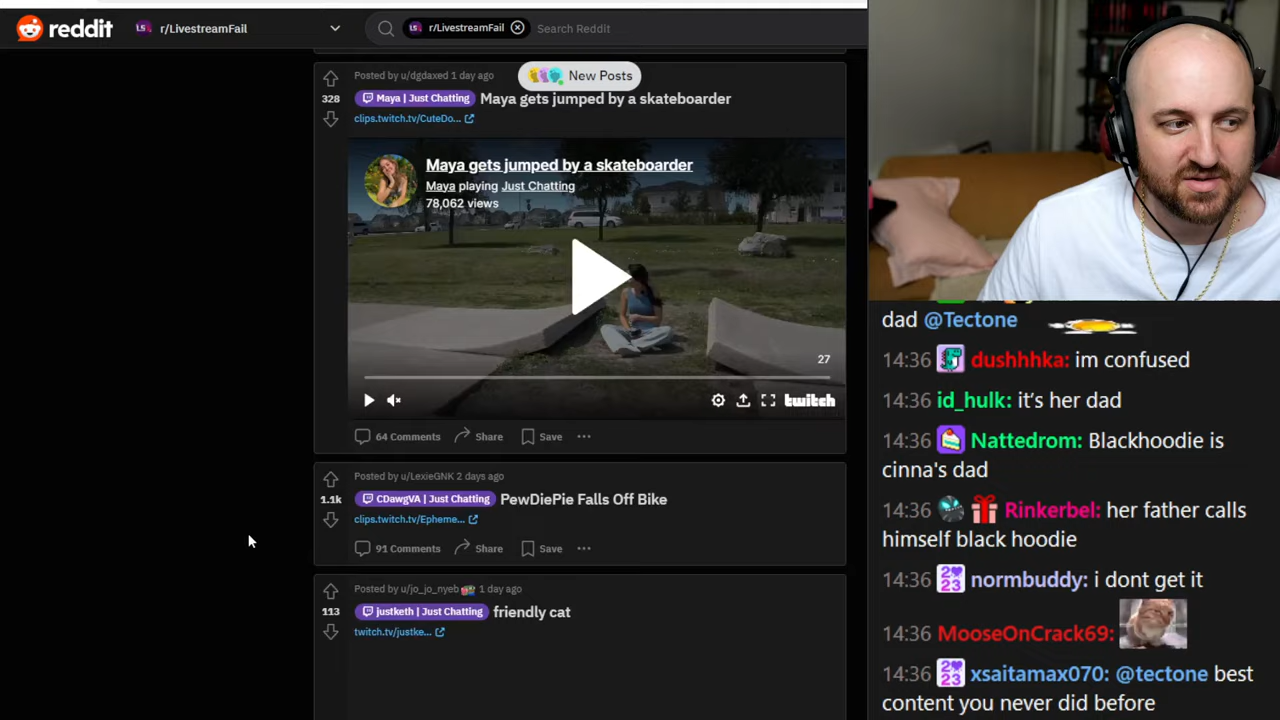 reddit
r/LivestreamFail
r/LivestreamFail
Search Reddit
New Posts
Posted by u/dgdaxed 1 day ago
328
Maya | Just Chatting Maya gets jumped by a skateboarder
clips.twitch.tv/CuteDo...
Maya gets jumped by a skateboarder
Maya playing Just Chatting
78,062 views
27
twitch
64 Comments Share Save
Posted by u/LexieGNK 2 days ago
1.1k
CDawgVA | Just Chatting PewDiePie Falls Off Bike
clips.twitch.tv/Epheme...
91 Comments Share Save
Posted by u/jo_jo_nyeb 1 day ago
113
justketh | Just Chatting friendly cat
twitch.tv/justke...
dad @Tectone
14:36 dushhhka: im confused
14:36 id_hulk: it's her dad
14:36 Nattedrom: Blackhoodie is
cinna's dad
14:36 Rinkerbel: her father calls
himself black hoodie
14:36 normbuddy: i dont get it
14:36 MooseOnCrack69:
14:36 xsaitamax070: @tectone best
content you never did before